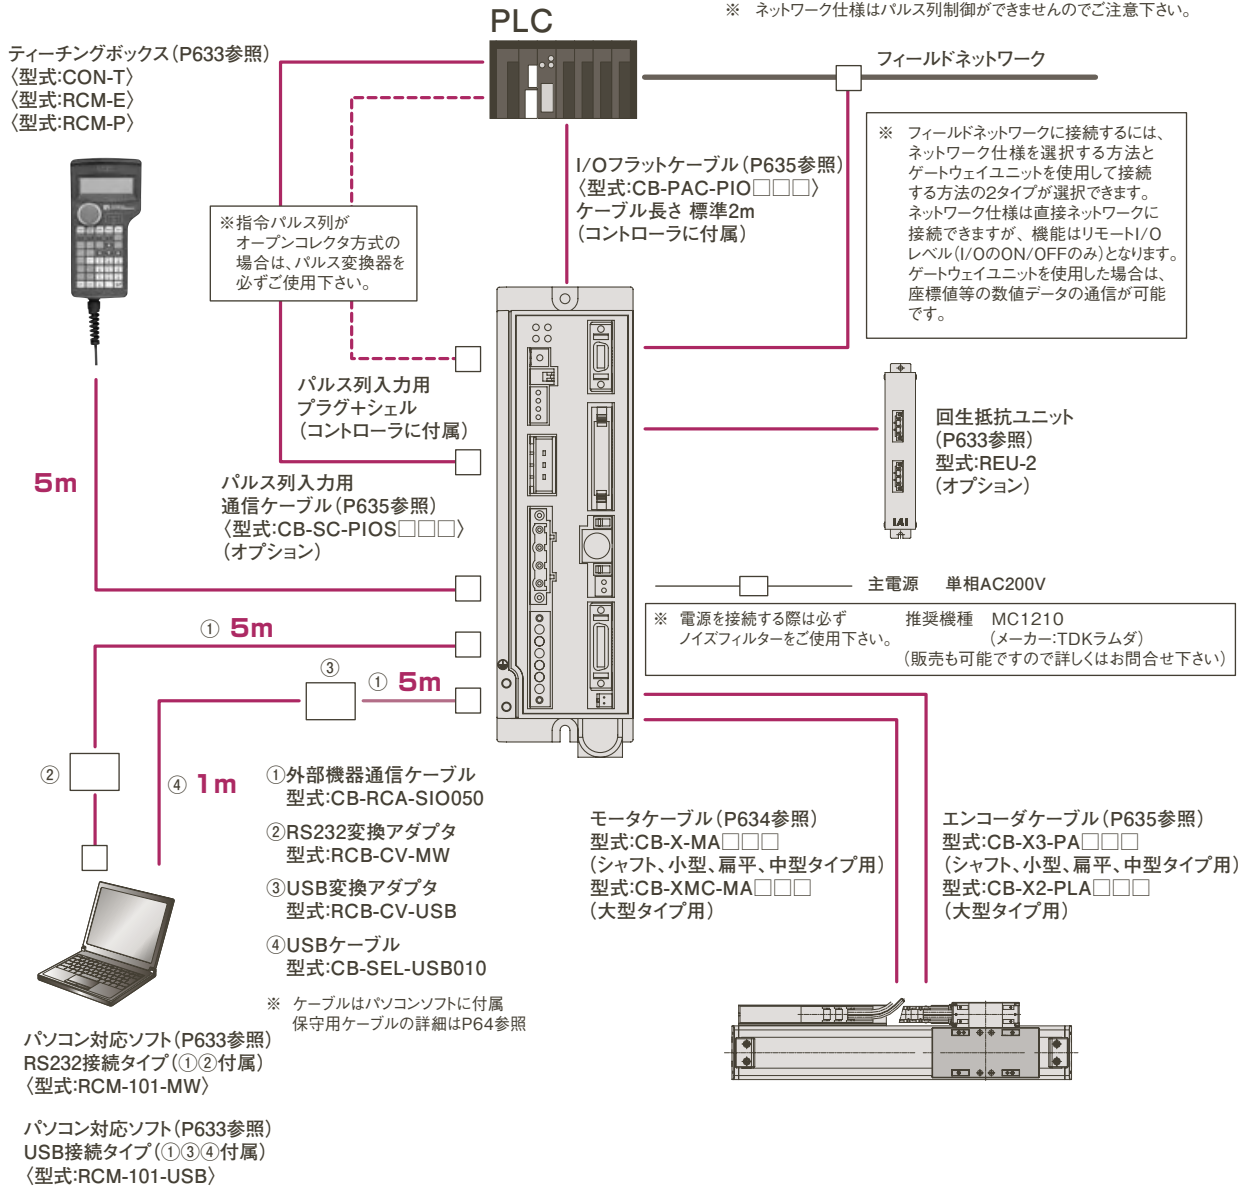 ※ ネットワーク仕様はパルス列制御ができませんのでご注意下さい。
PLC
ティーチングボックス（P633参照）
〈型式:CON-T〉
〈型式:RCM-E〉
〈型式:RCM-P〉
フィールドネットワーク
※ フィールドネットワークに接続するには、
ネットワーク仕様を選択する方法と
ゲートウェイユニットを使用して接続
する方法の2タイプが選択できます。
ネットワーク仕様は直接ネットワークに
接続できますが、機能はリモートI/O
レベル(I/OのON/OFFのみ)となります。
ゲートウェイユニットを使用した場合は、
座標値等の数値データの通信が可能
です。
I/Oフラットケーブル（P635参照）
〈型式:CB-PAC-PIO□□□〉
ケーブル長さ 標準2m
（コントローラに付属）
※指令パルス列が
オープンコレクタ方式の
場合は、パルス変換器を
必ずご使用下さい。
パルス列入力用
プラグ＋シェル
（コントローラに付属）
回生抵抗ユニット
（P633参照）
型式:REU-2
（オプション）
IAI
5m
パルス列入力用
通信ケーブル（P635参照）
〈型式:CB-SC-PIOS□□□〉
（オプション）
主電源 単相AC200V
※ 電源を接続する際は必ず
ノイズフィルターをご使用下さい。
推奨機種 MC1210
（メーカー:TDKラムダ）
（販売も可能ですので詳しくはお問合せ下さい）
① 5m
③
① 5m
②
④ 1m
①外部機器通信ケーブル
型式:CB-RCA-SIO050
②RS232変換アダプタ
型式:RCB-CV-MW
③USB変換アダプタ
型式:RCB-CV-USB
④USBケーブル
型式:CB-SEL-USB010
※ ケーブルはパソコンソフトに付属
保守用ケーブルの詳細はP64参照
モータケーブル（P634参照）
型式:CB-X-MA□□□
（シャフト、小型、扁平、中型タイプ用）
型式:CB-XMC-MA□□□
（大型タイプ用）
エンコーダケーブル（P635参照）
型式:CB-X3-PA□□□
（シャフト、小型、扁平、中型タイプ用）
型式:CB-X2-PLA□□□
（大型タイプ用）
パソコン対応ソフト（P633参照）
RS232接続タイプ（①②付属）
〈型式:RCM-101-MW〉
パソコン対応ソフト（P633参照）
USB接続タイプ（①③④付属）
〈型式:RCM-101-USB〉